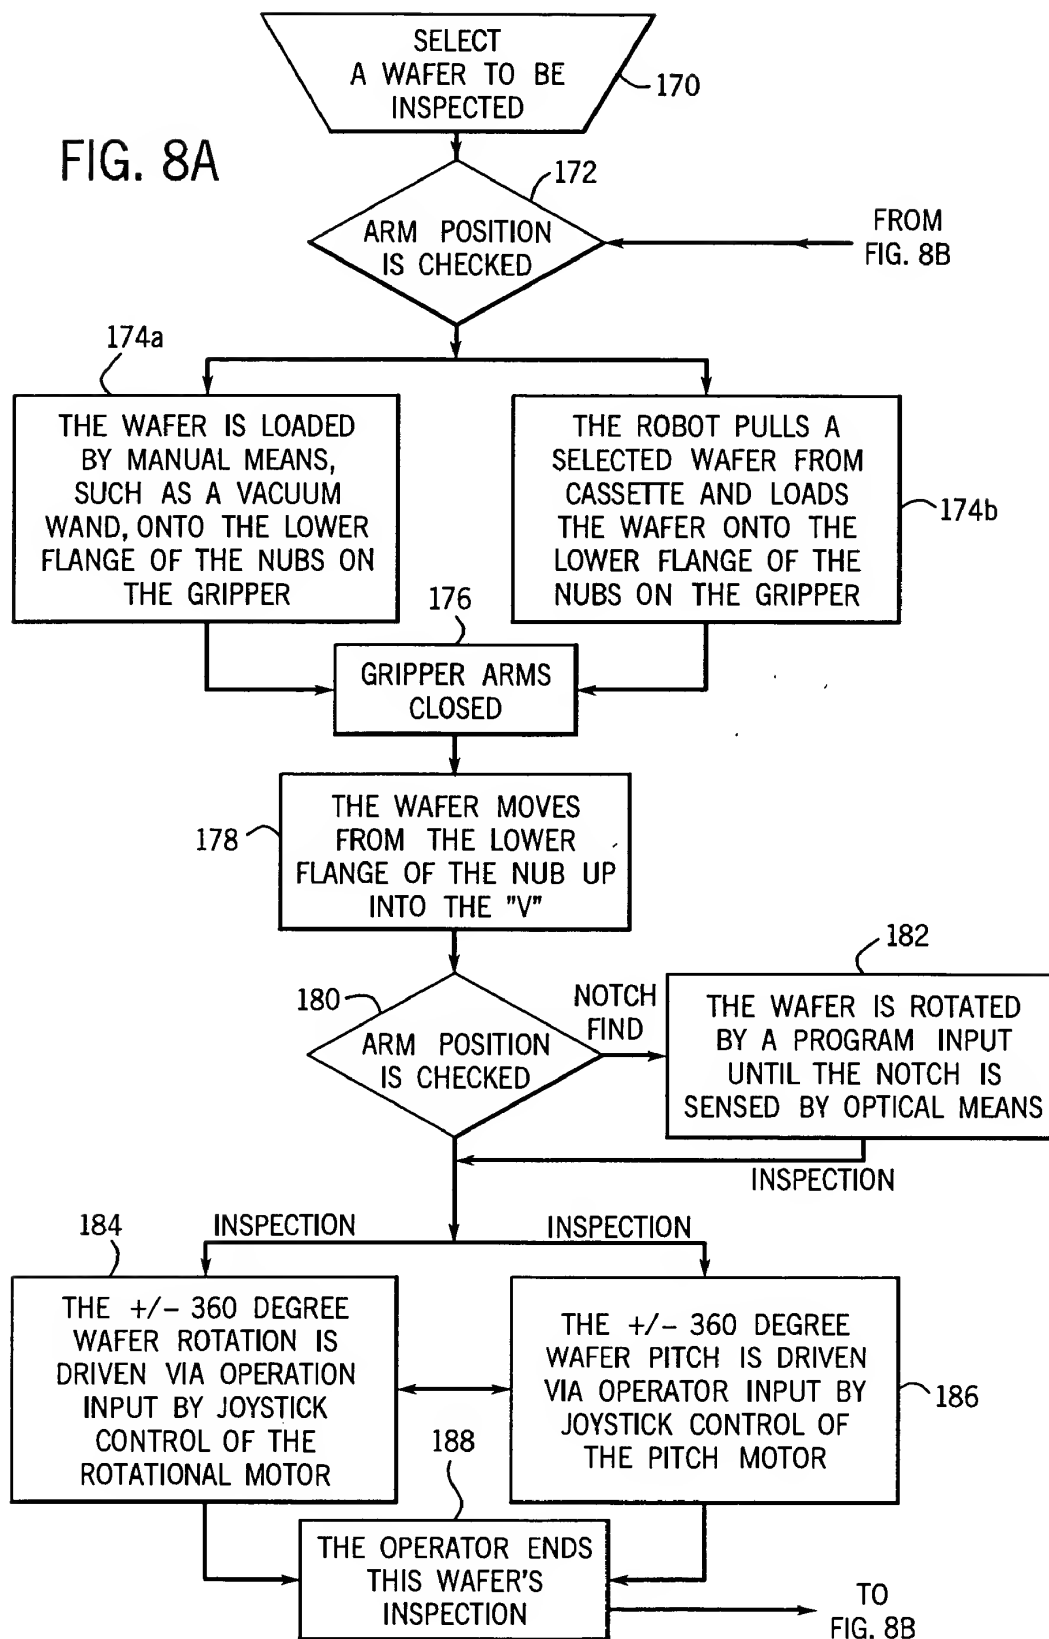 SELECT
A WAFER TO BE
INSPECTED
170
FIG. 8A
172
ARM POSITION
IS CHECKED
FROM
FIG. 8B
174a
THE WAFER IS LOADED
BY MANUAL MEANS,
SUCH AS A VACUUM
WAND, ONTO THE LOWER
FLANGE OF THE NUBS ON
THE GRIPPER
THE ROBOT PULLS A
SELECTED WAFER FROM
CASSETTE AND LOADS
THE WAFER ONTO THE
LOWER FLANGE OF THE
NUBS ON THE GRIPPER
174b
176
GRIPPER ARMS
CLOSED
178
THE WAFER MOVES
FROM THE LOWER
FLANGE OF THE NUB UP
INTO THE "V"
180
ARM POSITION
IS CHECKED
NOTCH
FIND
182
THE WAFER IS ROTATED
BY A PROGRAM INPUT
UNTIL THE NOTCH IS
SENSED BY OPTICAL MEANS
INSPECTION
184
INSPECTION
INSPECTION
THE +/- 360 DEGREE
WAFER ROTATION IS
DRIVEN VIA OPERATION
INPUT BY JOYSTICK
CONTROL OF THE
ROTATIONAL MOTOR
THE +/- 360 DEGREE
WAFER PITCH IS DRIVEN
VIA OPERATOR INPUT BY
JOYSTICK CONTROL OF
THE PITCH MOTOR
186
188
THE OPERATOR ENDS
THIS WAFER'S
INSPECTION
TO
FIG. 8B